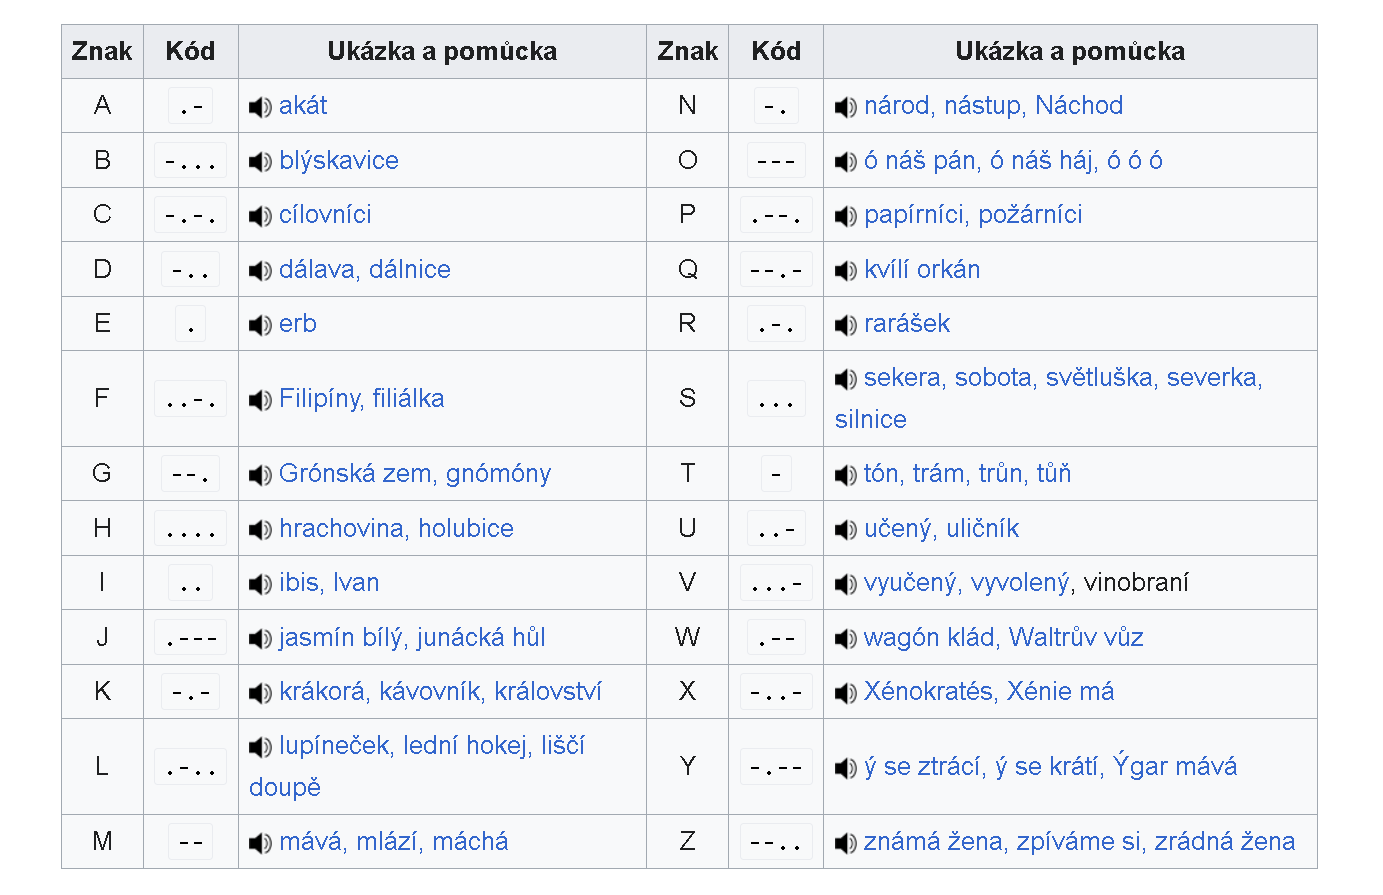 Znak Kód Ukázka a pomůcka Znak Kód Ukázka a pomůcka
A .- akát N -. národ, nástup, Náchod
B -... blýskavice O --- ó náš pán, ó náš háj, ó ó ó
C -.-. cílovníci P .--. papírníci, požárníci
D -.. dálava, dálnice Q --.- kvílí orkán
E . erb R .-. rarášek
F ..-. Filipíny, filiálka S ... sekera, sobota, světluška, severka,
silnice
G --. Grónská zem, gnómóny T - tón, trám, trůn, tůň
H .... hrachovina, holubice U ..- učený, uličník
I .. ibis, Ivan V ...- vyučený, vyvolený, vinobraní
J .--- jasmín bílý, junácká hůl W .-- wagón klád, Waltrův vůz
K -.- krákorá, kávovník, království X -..- Xénokratés, Xénie má
L .-.. lupíneček, lední hokej, liščí
doupě Y -.-- ý se ztrácí, ý se krátí, Ýgar mává
M -- mává, mlází, máchá Z --.. známá žena, zpíváme si, zrádná žena